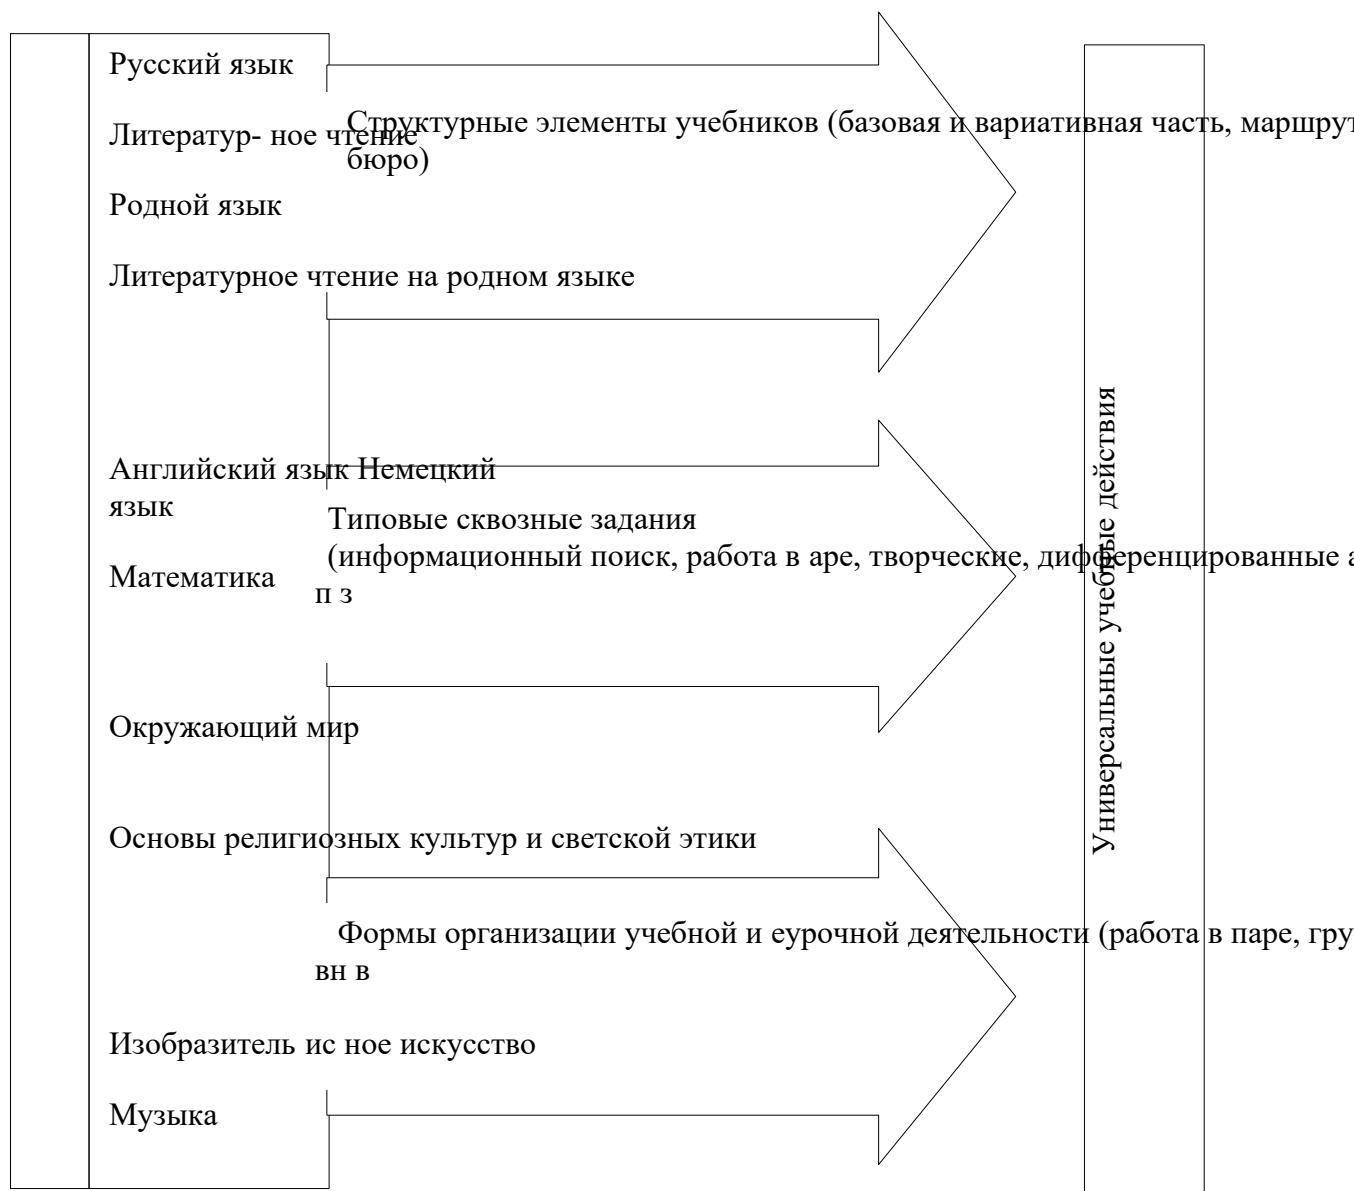 Русский язык
Структурные элементы учебников (базовая и вариативная часть, маршрут
Литератур- ное чтение
бюро)
Родной язык
Литературное чтение на родном языке
Английский язык Немецкий
язык
Типовые сквозные задания
(информационный поиск, работа в аре, творческие, дифференцированные а
Математика
п з
Окружающий мир
Основы религиозных культур и светской этики
Формы организации учебной и еурочной деятельности (работа в паре, гру
вн в
Изобразитель ис ное искусство
Музыка
Универсальные учебные действия